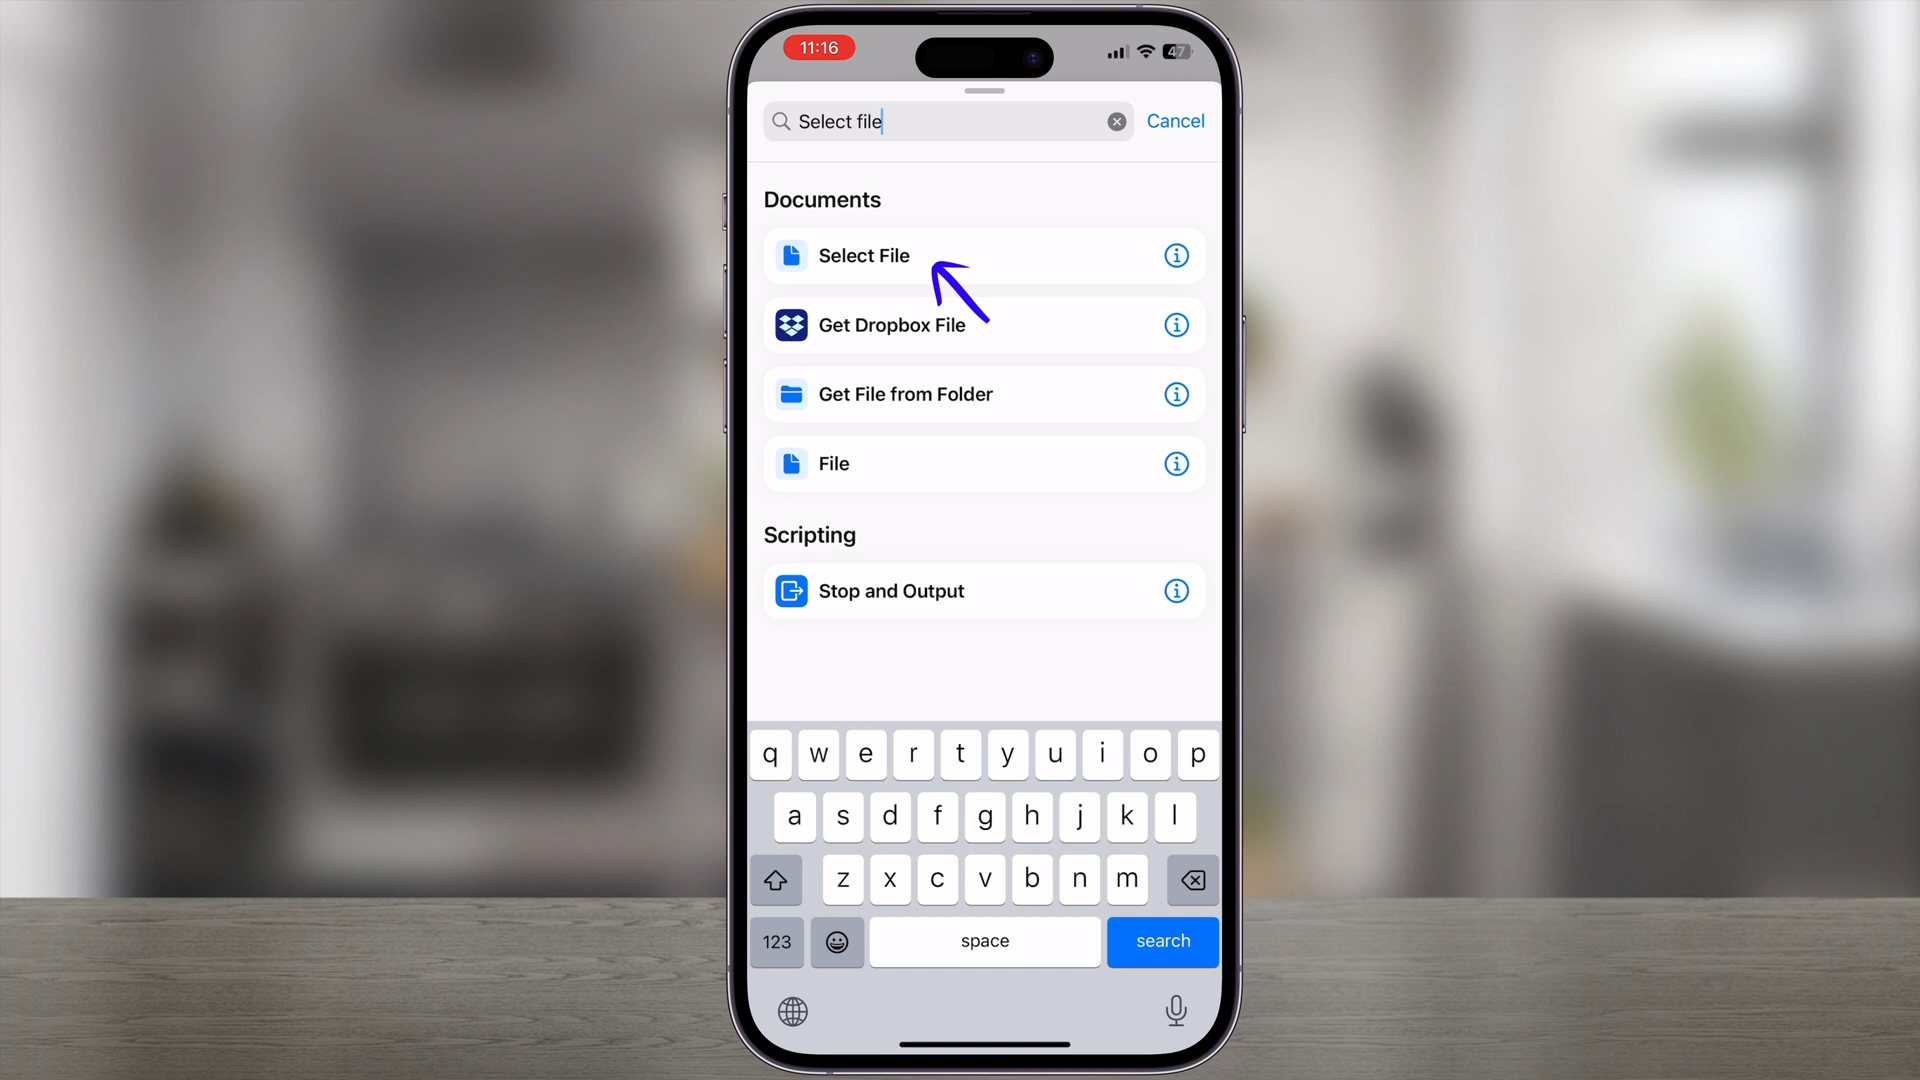 11:16
47
Select file
Cancel
Documents
Select File
Get Dropbox File
Get File from Folder
File
Scripting
Stop and Output
q w e r t y u i o p
a s d f g h j k l
z x c v b n m
123
space
search